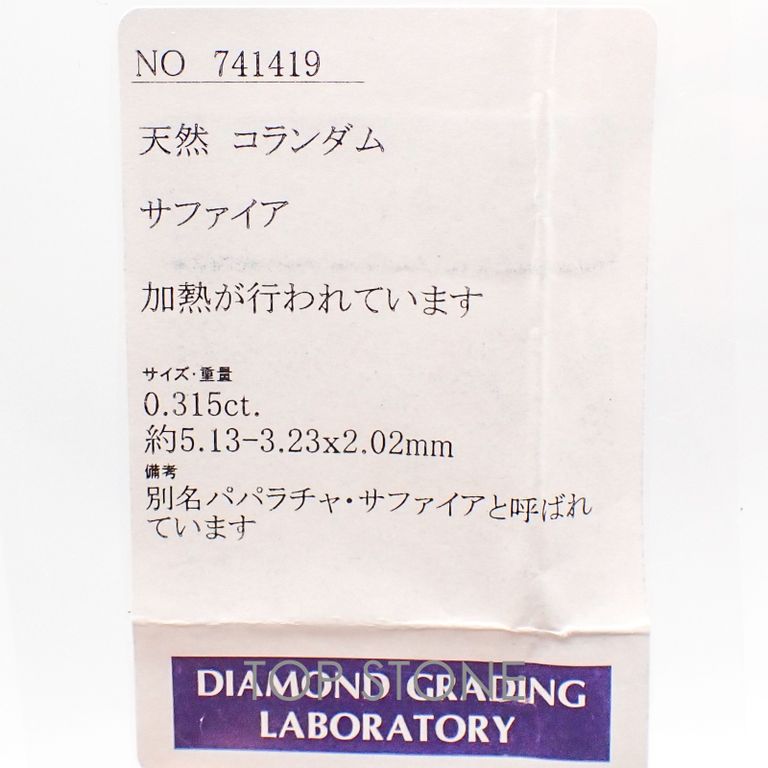 NO 741419
天然 コランダム
サファイア
加熱が行われています
サイズ・重量
0.315ct.
約5.13-3.23x2.02mm
備考
別名パパラチャ・サファイアと呼ばれ
ています
TOP STONE
DIAMOND GRADING
LABORATORY